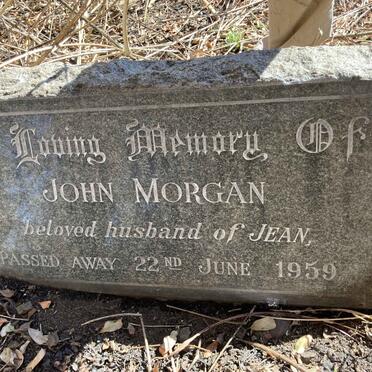 Loving Memory Of
JOHN MORGAN
beloved husband of JEAN,
PASSED AWAY 22ND JUNE 1959